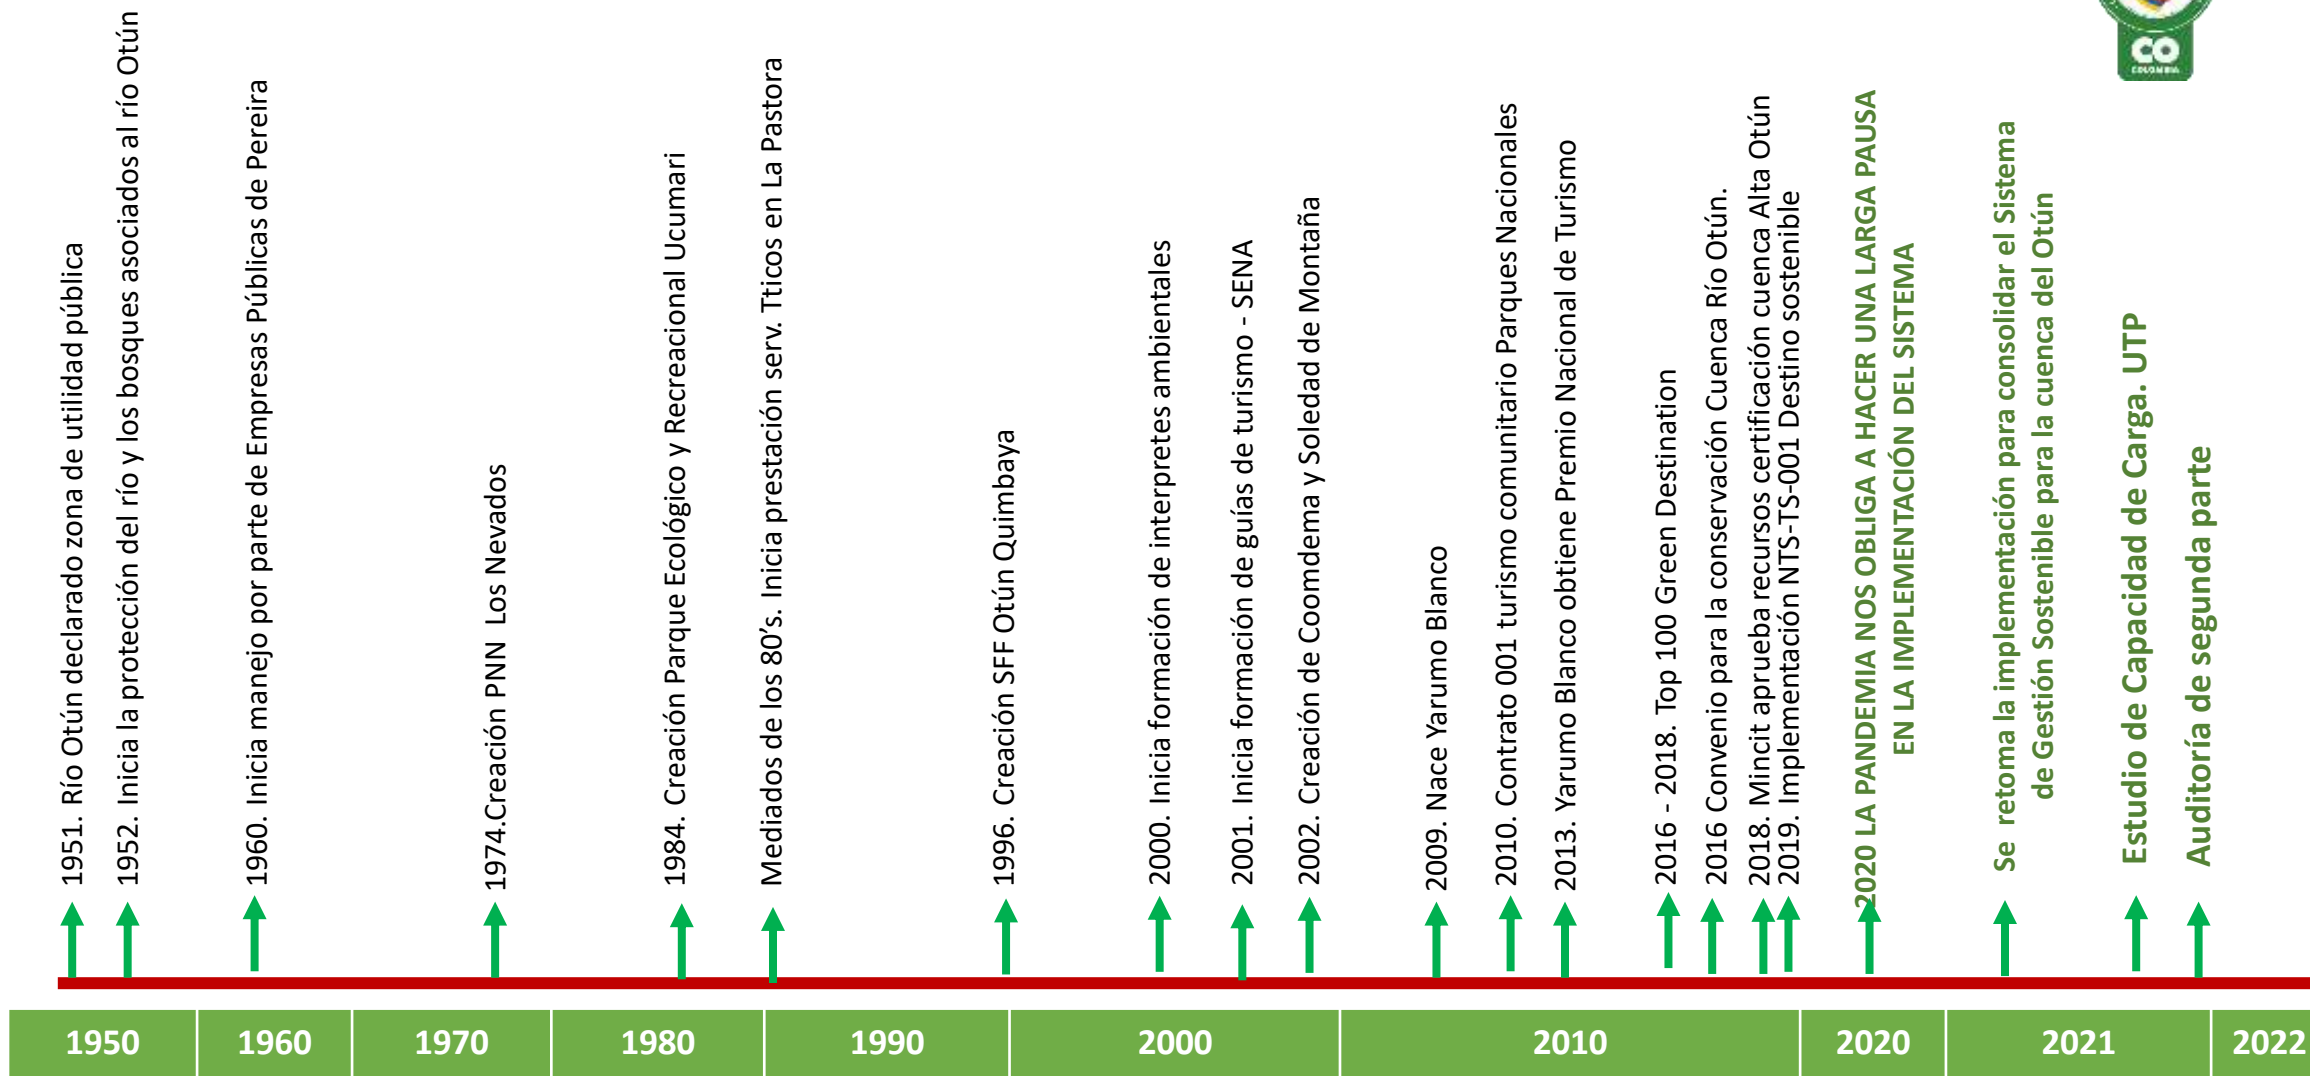 CO
COLOMBIA
1951. Río Otún declarado zona de utilidad pública
1952. Inicia la protección del río y los bosques asociados al río Otún
1960. Inicia manejo por parte de Empresas Públicas de Pereira
1974.Creación PNN  Los Nevados
1984. Creación Parque Ecológico y Recreacional Ucumari
Mediados de los 80’s. Inicia prestación serv. Tticos en La Pastora
1996. Creación SFF Otún Quimbaya
2000. Inicia formación de interpretes ambientales
2001. Inicia formación de guías de turismo - SENA
2002. Creación de Coomdema y Soledad de Montaña
2009. Nace Yarumo Blanco
2010. Contrato 001 turismo comunitario Parques Nacionales
2013. Yarumo Blanco obtiene Premio Nacional de Turismo
2016 - 2018. Top 100 Green Destination
2016 Convenio para la conservación Cuenca Río Otún.
2018. Mincit aprueba recursos certificación cuenca Alta Otún
2019. Implementación NTS-TS-001 Destino sostenible
2020 LA PANDEMIA NOS OBLIGA A HACER UNA LARGA PAUSA
EN LA IMPLEMENTACIÓN DEL SISTEMA
Se  retoma la implementación para consolidar el Sistema
de Gestión Sostenible para la cuenca del Otún
Estudio de Capacidad de Carga. UTP
Auditoría de segunda parte
1950
1960
1970
1980
1990
2000
2010
2020
2021
2022